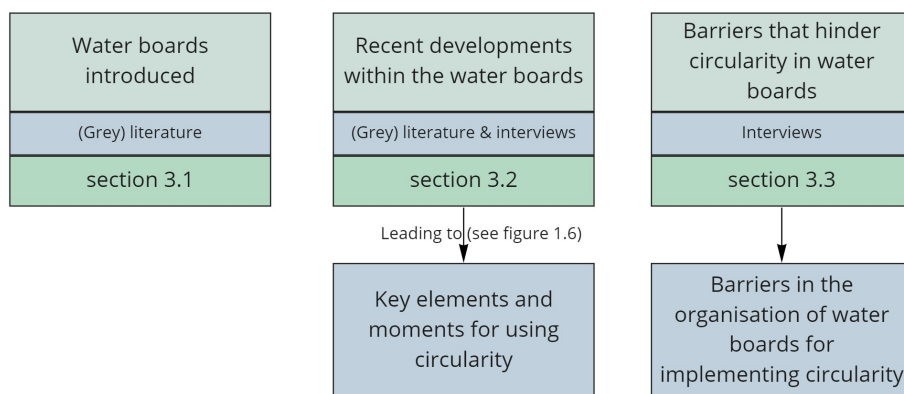 Water boards
introduced
(Grey) literature
section 3.1
Recent developments
within the water boards
(Grey) literature & interviews
section 3.2
Leading to (see figure 1.6)
Key elements and
moments for using
circularity
Barriers that hinder
circularity in water
boards
Interviews
section 3.3
Barriers in the
organisation of water
boards for
implementing circularity